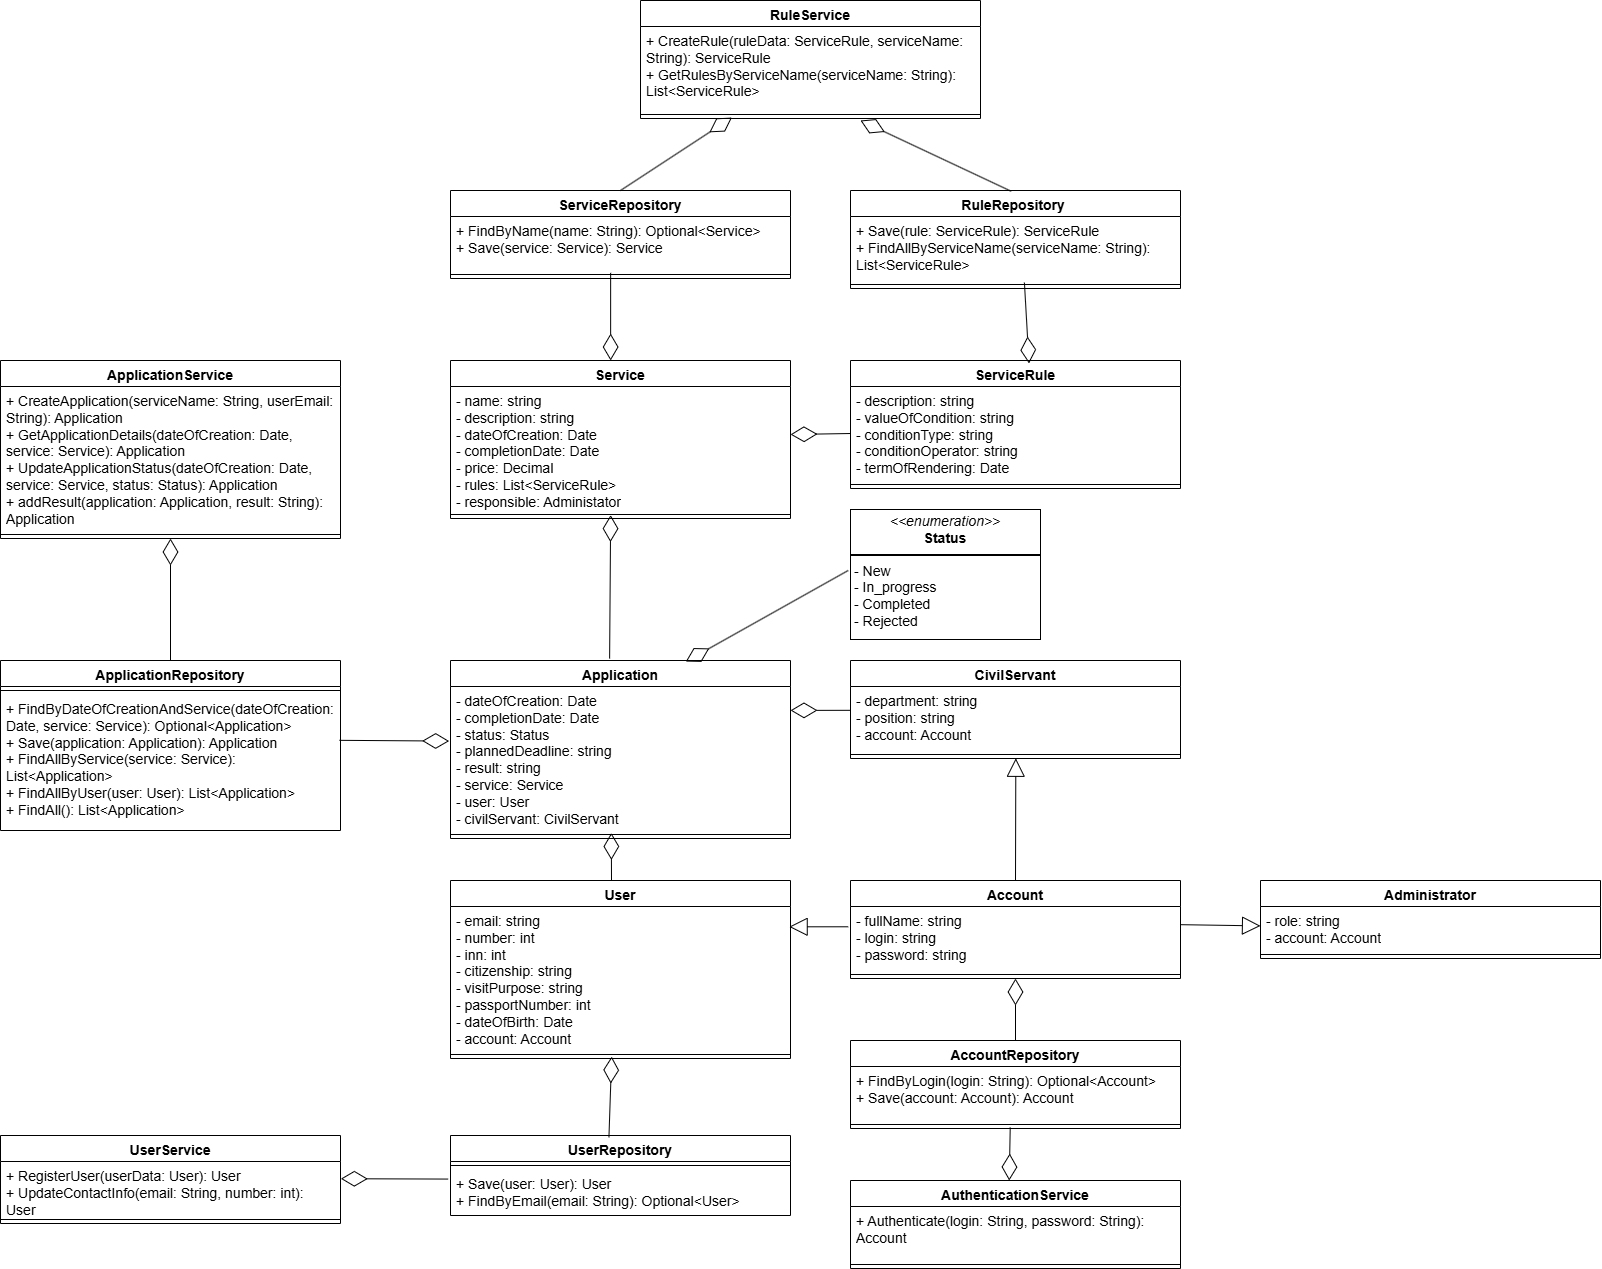 RuleService
+ CreateRule(ruleData: ServiceRule, serviceName:
String): ServiceRule
+ GetRulesByServiceName(serviceName: String):
List<ServiceRule>
ServiceRepository
+ FindByName(name: String): Optional<Service>
+ Save(service: Service): Service
RuleRepository
+ Save(rule: ServiceRule): ServiceRule
+ FindAllByServiceName(serviceName: String):
List<ServiceRule>
ApplicationService
+ CreateApplication(serviceName: String, userEmail:
String): Application
+ GetApplicationDetails(dateOfCreation: Date,
service: Service): Application
+ UpdateApplicationStatus(dateOfCreation: Date,
service: Service, status: Status): Application
+ addResult(application: Application, result: String):
Application
Service
- name: string
- description: string
- dateOfCreation: Date
- completionDate: Date
- price: Decimal
- rules: List<ServiceRule>
- responsible: Administator
ServiceRule
- description: string
- valueOfCondition: string
- conditionType: string
- conditionOperator: string
- termOfRendering: Date
<<enumeration>>
Status
- New
- In_progress
- Completed
- Rejected
ApplicationRepository
+ FindByDateOfCreationAndService(dateOfCreation:
Date, service: Service): Optional<Application>
+ Save(application: Application): Application
+ FindAllByService(service: Service):
List<Application>
+ FindAllByUser(user: User): List<Application>
+ FindAll(): List<Application>
Application
- dateOfCreation: Date
- completionDate: Date
- status: Status
- plannedDeadline: string
- result: string
- service: Service
- user: User
- civilServant: CivilServant
CivilServant
- department: string
- position: string
- account: Account
User
- email: string
- number: int
- inn: int
- citizenship: string
- visitPurpose: string
- passportNumber: int
- dateOfBirth: Date
- account: Account
Account
- fullName: string
- login: string
- password: string
Administrator
- role: string
- account: Account
AccountRepository
+ FindByLogin(login: String): Optional<Account>
+ Save(account: Account): Account
UserService
+ RegisterUser(userData: User): User
+ UpdateContactInfo(email: String, number: int):
User
UserRepository
+ Save(user: User): User
+ FindByEmail(email: String): Optional<User>
AuthenticationService
+ Authenticate(login: String, password: String):
Account